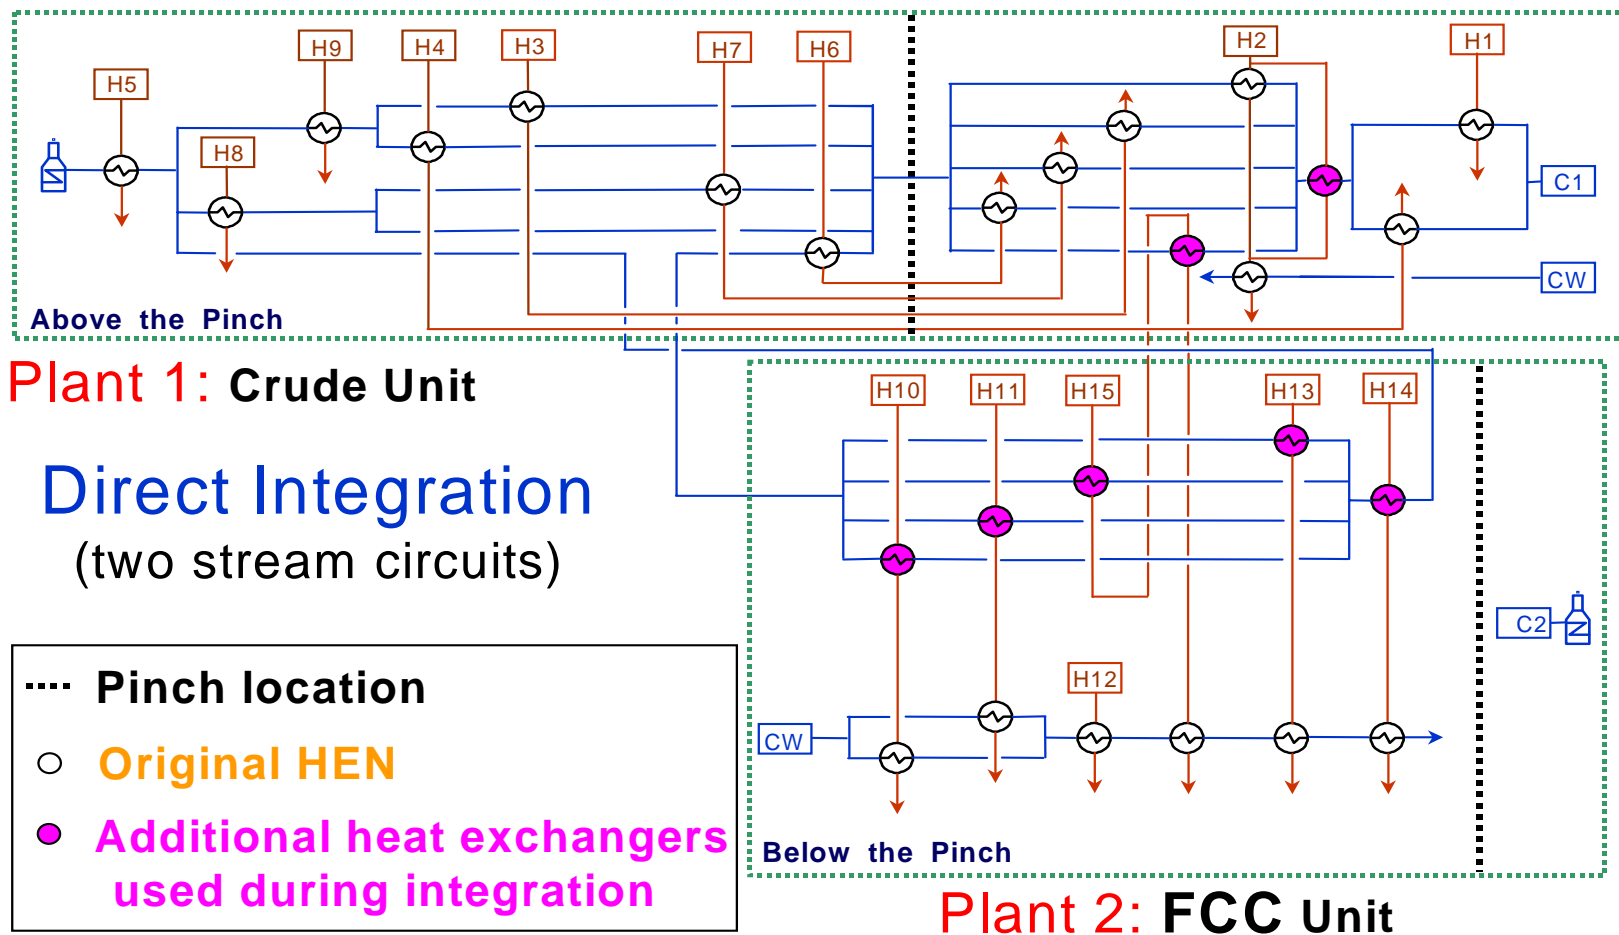 H5
H9
H8
H4
H3
H7
H6
H2
H1
C1
CW
Above the Pinch
Plant 1: Crude Unit
Direct Integration
(two stream circuits)
H10
H11
H15
H13
H14
C2
H12
CW
Below the Pinch
Plant 2: FCC Unit
Pinch location
Original HEN
Additional heat exchangers
used during integration